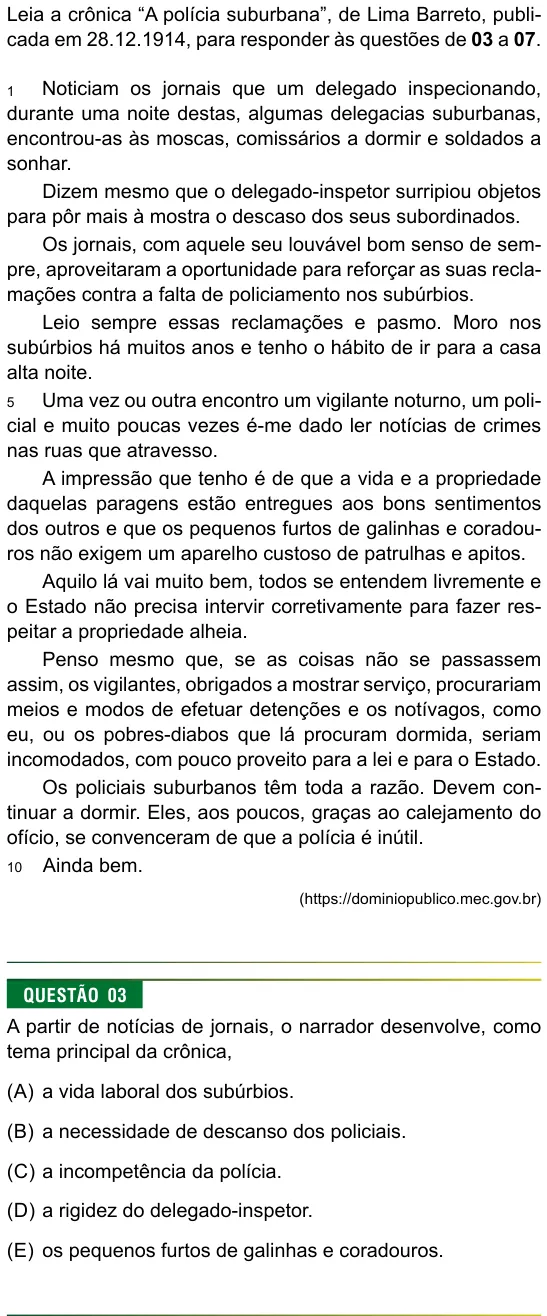 Leia a crônica “A polícia suburbana”, de Lima Barreto, publi-
cada em 28.12.1914, para responder às questões de 03 a 07.
1 Noticiam os jornais que um delegado inspecionando,
durante uma noite destas, algumas delegacias suburbanas,
encontrou-as às moscas, comissários a dormir e soldados a
sonhar.
Dizem mesmo que o delegado-inspetor surripiou objetos
para pôr mais à mostra o descaso dos seus subordinados.
Os jornais, com aquele seu louvável bom senso de sem-
pre, aproveitaram a oportunidade para reforçar as suas recla-
mações contra a falta de policiamento nos subúrbios.
Leio sempre essas reclamações e pasmo. Moro nos
subúrbios há muitos anos e tenho o hábito de ir para a casa
alta noite.
5 Uma vez ou outra encontro um vigilante noturno, um poli-
cial e muito poucas vezes é-me dado ler notícias de crimes
nas ruas que atravesso.
A impressão que tenho é de que a vida e a propriedade
daquelas paragens estão entregues aos bons sentimentos
dos outros e que os pequenos furtos de galinhas e coradou-
ros não exigem um aparelho custoso de patrulhas e apitos.
Aquilo lá vai muito bem, todos se entendem livremente e
o Estado não precisa intervir corretivamente para fazer res-
peitar a propriedade alheia.
Penso mesmo que, se as coisas não se passassem
assim, os vigilantes, obrigados a mostrar serviço, procurariam
meios e modos de efetuar detenções e os notívagos, como
eu, ou os pobres-diabos que lá procuram dormida, seriam
incomodados, com pouco proveito para a lei e para o Estado.
Os policiais suburbanos têm toda a razão. Devem con-
tinuar a dormir. Eles, aos poucos, graças ao calejamento do
ofício, se convenceram de que a polícia é inútil.
10 Ainda bem.
(https://dominiopublico.mec.gov.br)
QUESTÃO 03
A partir de notícias de jornais, o narrador desenvolve, como
tema principal da crônica,
(A) a vida laboral dos subúrbios.
(B) a necessidade de descanso dos policiais.
(C) a incompetência da polícia.
(D) a rigidez do delegado-inspetor.
(E) os pequenos furtos de galinhas e coradouros.